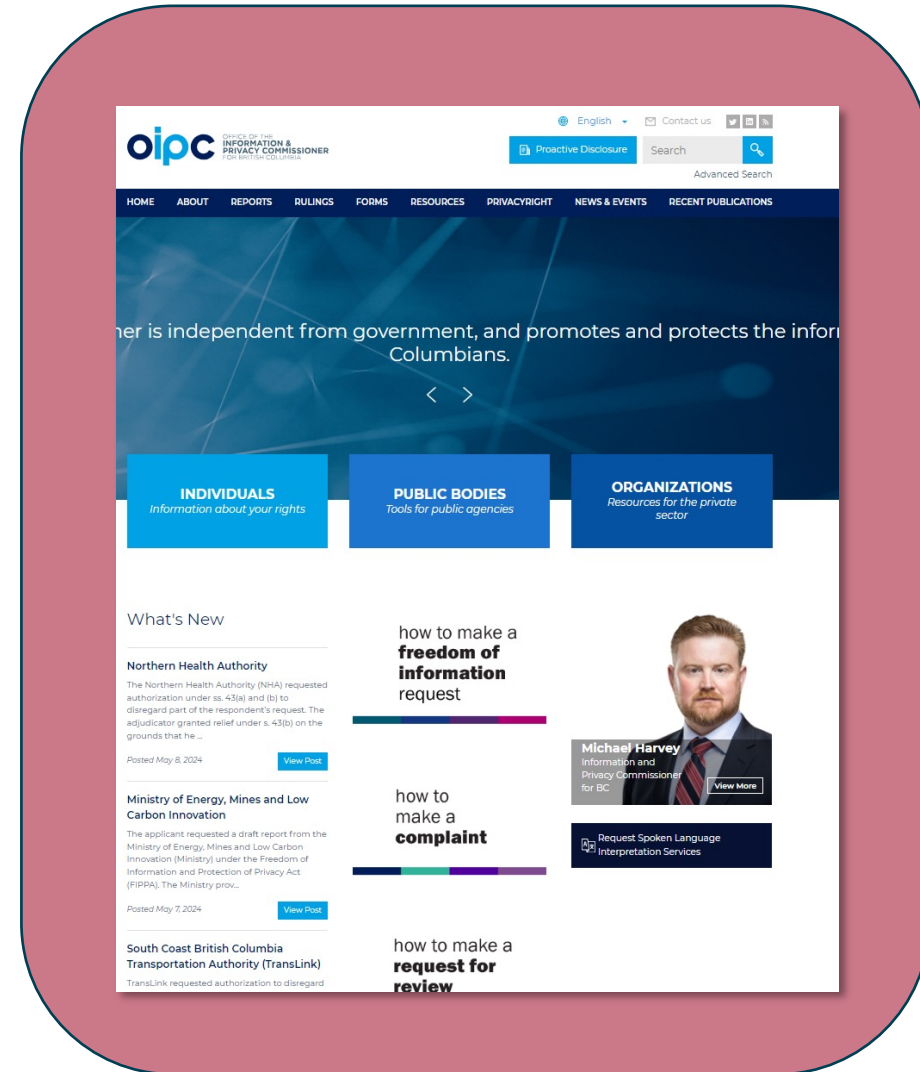 English
Contact us
oipc
OFFICE OF THE
INFORMATION &
PRIVACY COMMISSIONER
FOR BRITISH COLUMBIA
Proactive Disclosure
Search
Advanced Search
HOME ABOUT REPORTS RULINGS FORMS RESOURCES PRIVACYRIGHT NEWS & EVENTS RECENT PUBLICATIONS
ner is independent from government, and promotes and protects the infor
Columbians.
INDIVIDUALS
Information about your rights
PUBLIC BODIES
Tools for public agencies
ORGANIZATIONS
Resources for the private
sector
What's New
Northern Health Authority
The Northern Health Authority (NHA) requested
authorization under ss. 43(a) and (b) to
disregard part of the respondent's request. The
adjudicator granted relief under s. 43(b) on the
grounds that he ...
Posted May 8, 2024
View Post
Ministry of Energy, Mines and Low
Carbon Innovation
The applicant requested a draft report from the
Ministry of Energy, Mines and Low Carbon
Innovation (Ministry) under the Freedom of
Information and Protection of Privacy Act
(FIPPA). The Ministry prov...
Posted May 7, 2024
View Post
South Coast British Columbia
Transportation Authority (TransLink)
TransLink requested authorization to disregard
how to make a
freedom of
information
request
how to
make a
complaint
how to make a
request for
review
Michael Harvey
Information and
Privacy Commissioner
for BC
View More
Request Spoken Language
Interpretation Services